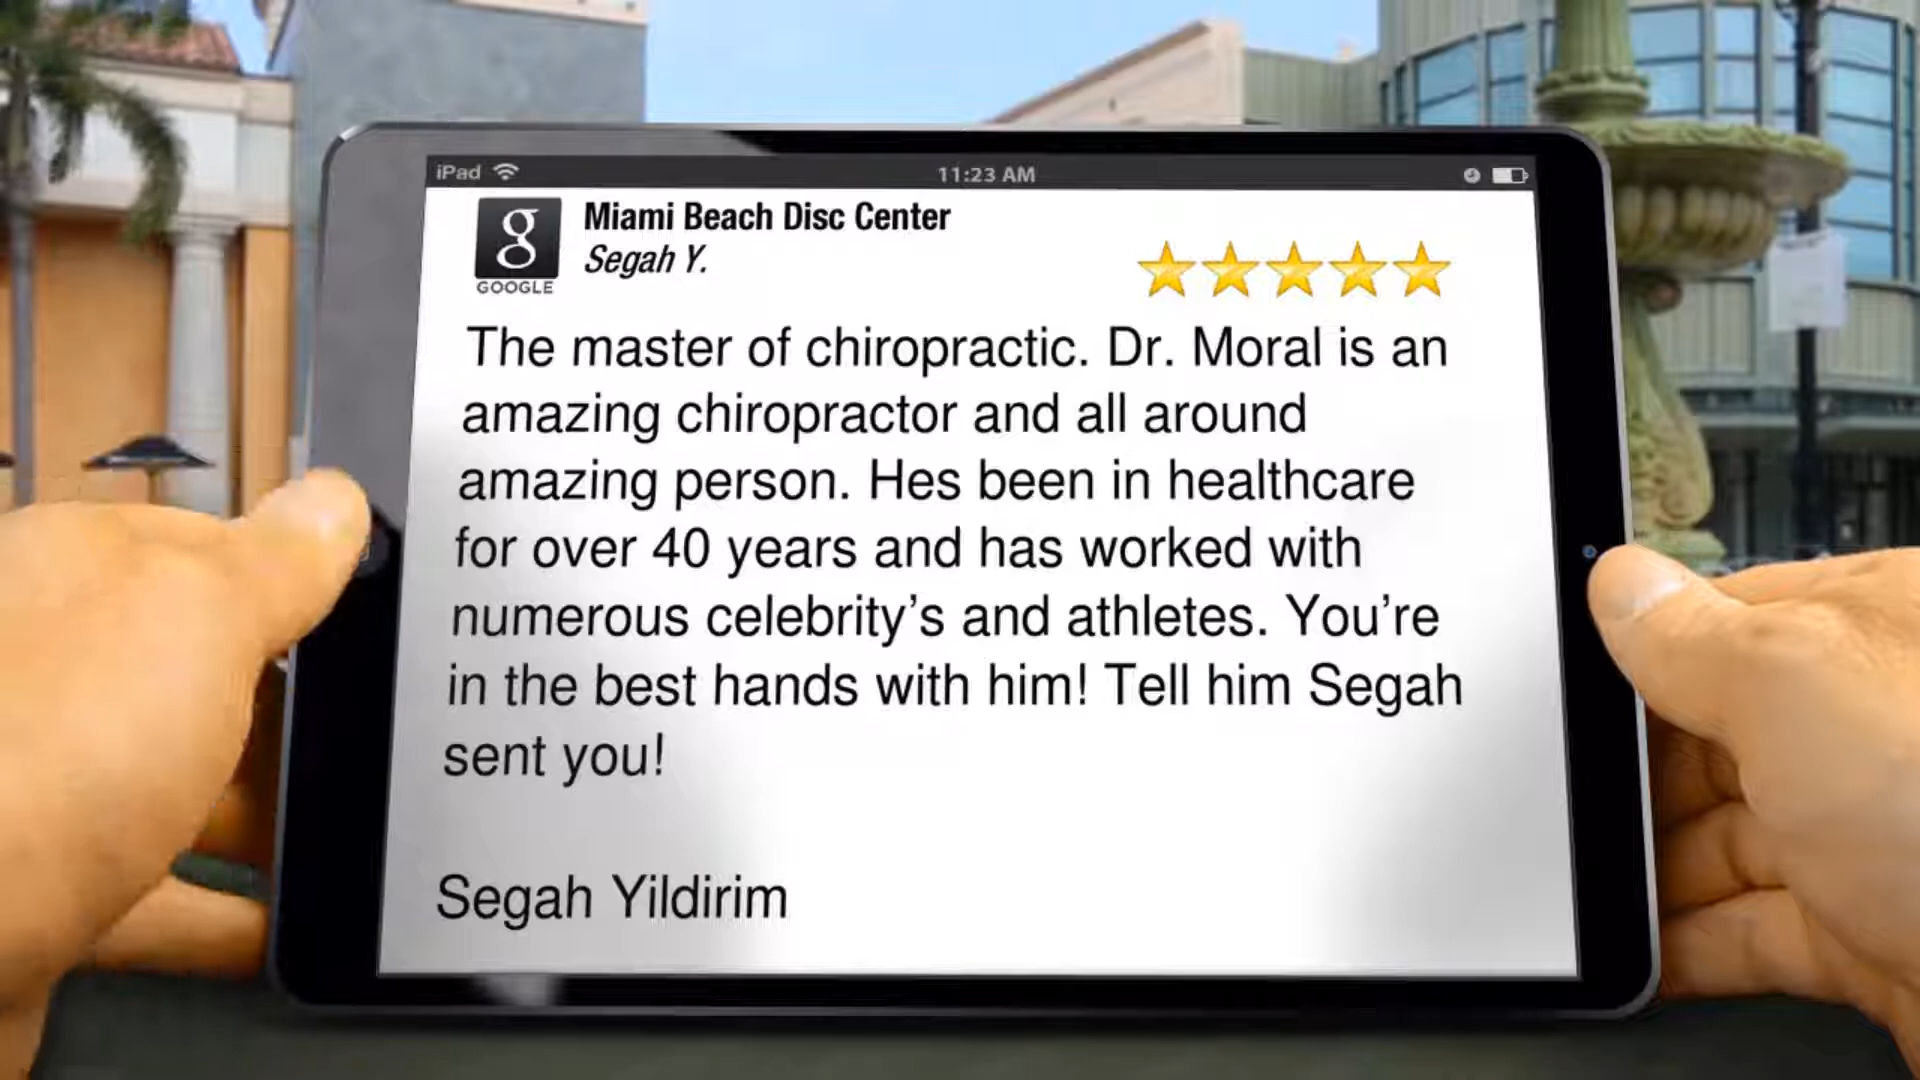 iPad 11:23 AM
g
GOOGLE
Miami Beach Disc Center
Segah Y.
The master of chiropractic. Dr. Moral is an
amazing chiropractor and all around
amazing person. Hes been in healthcare
for over 40 years and has worked with
numerous celebrity’s and athletes. You’re
in the best hands with him! Tell him Segah
sent you!
Segah Yildirim